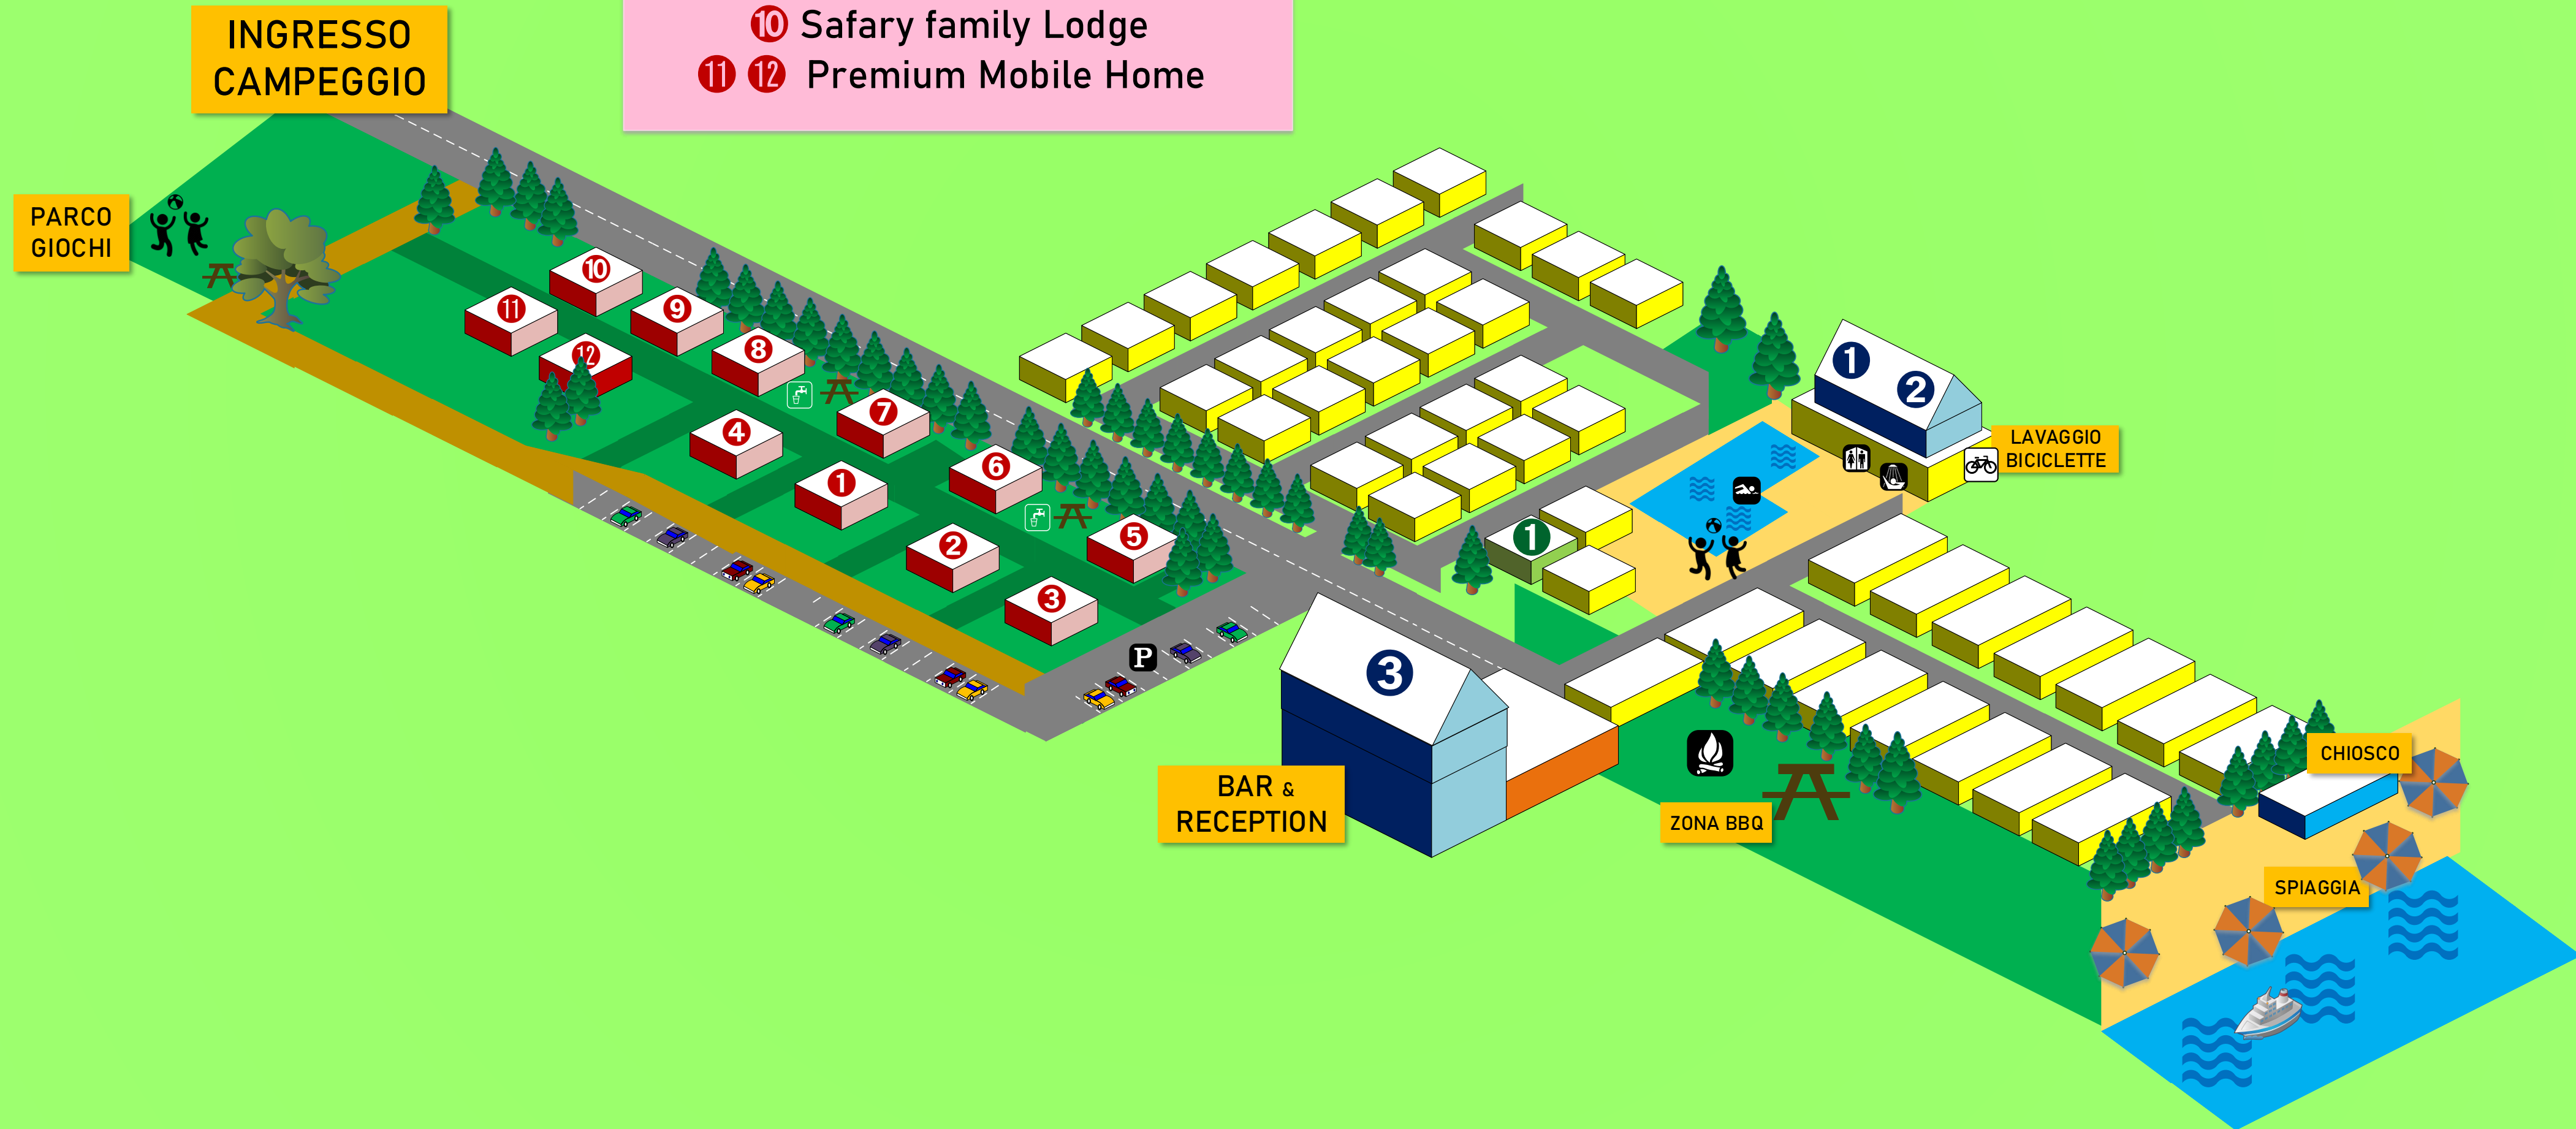 INGRESSO
CAMPEGGIO
10 Safary family Lodge
11 12 Premium Mobile Home
PARCO
GIOCHI
10
11
9
12
8
7
4
6
1
5
2
3
P
1
2
LAVAGGIO
BICICLETTE
1
3
BAR &
RECEPTION
ZONA BBQ
CHIOSCO
SPIAGGIA